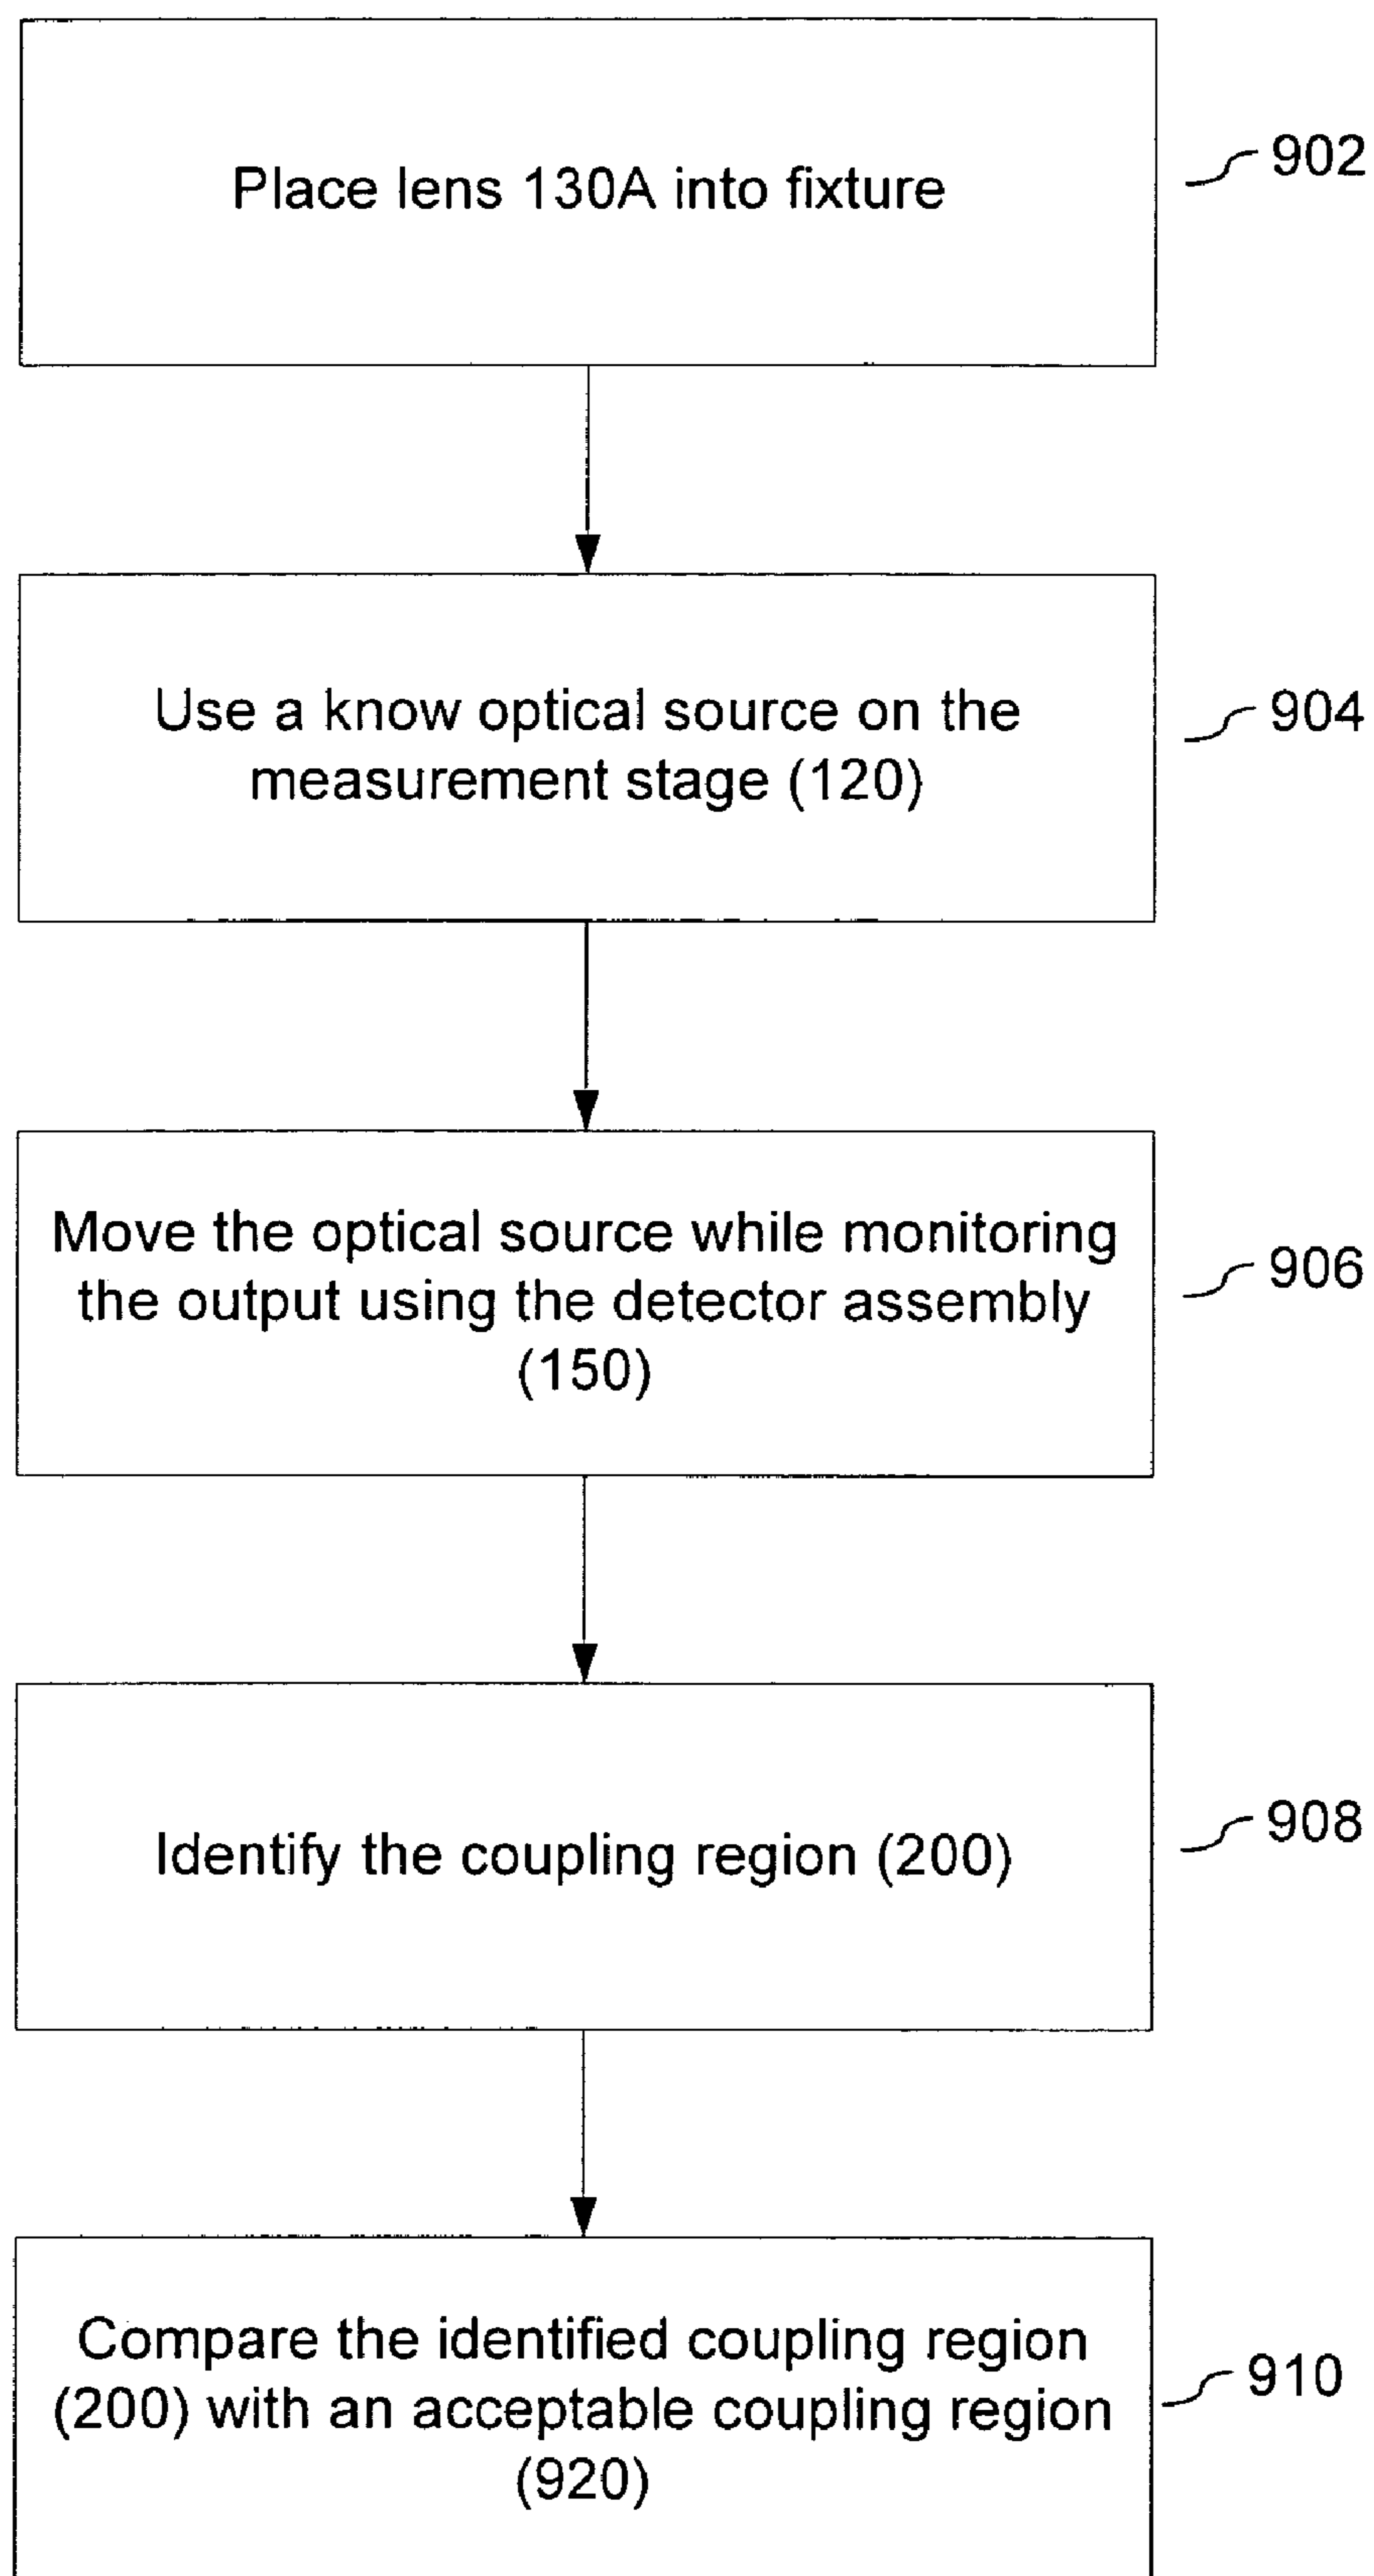 Place lens 130A into fixture
902
Use a know optical source on the
measurement stage (120)
904
Move the optical source while monitoring
the output using the detector assembly
(150)
906
Identify the coupling region (200)
908
Compare the identified coupling region
(200) with an acceptable coupling region
(920)
910